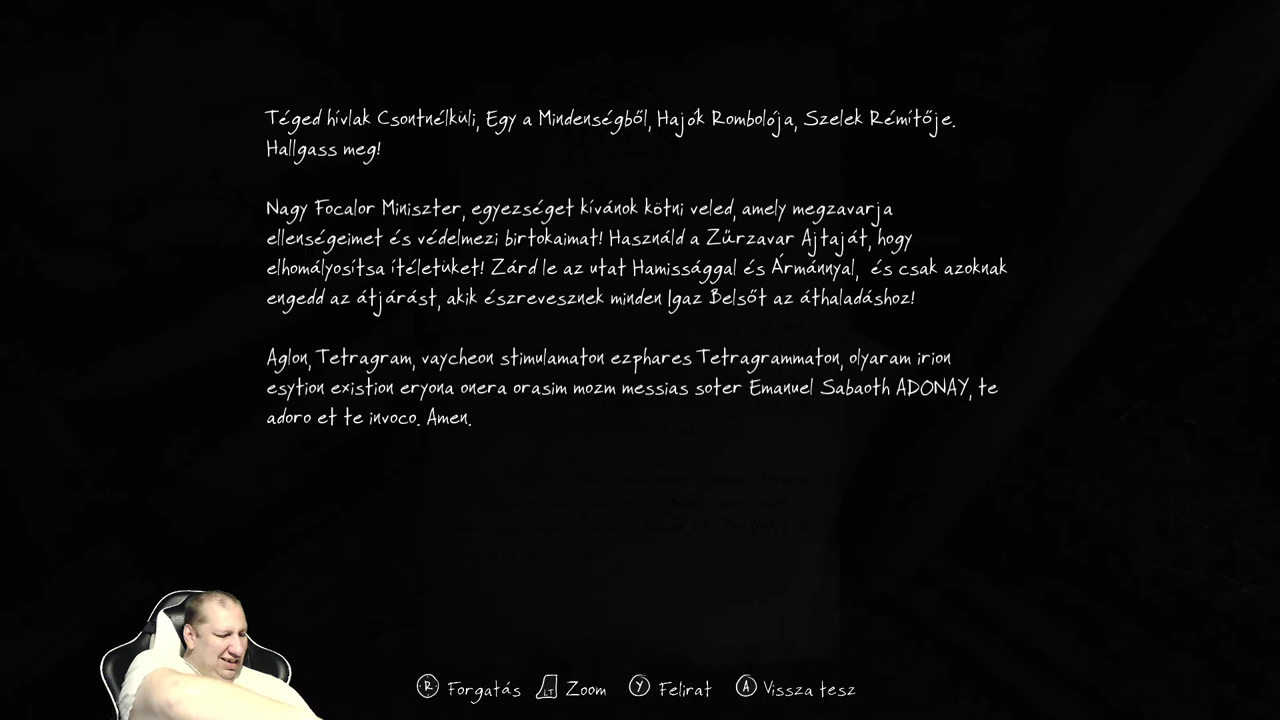 Téged hívlak Csontnélküli, Egy a Mindenségből, Hajók Rombolója, Szelek Rémítője.
Hallgass meg!
Nagy Focalor Miniszter, egyezséget kívánok kötni veled, amely megzavarja
ellenségeimet és védelmezi birtokaimat! Használd a Zűrzavar Ajtaját, hogy
elhomályosítsa ítéletüket! Zárd le az utat Hamissággal és Ármánnyal, és csak azoknak
engedd az átjárást, akik észrevesznek minden Igaz Belsőt az áthaladáshoz!
Aglon, Tetragram, vaycheon stimulamaton ezphares Tetragrammaton, olyaram irion
esytion existion eryona onera orasim mozm messias soter Emanuel Sabaoth ADONAY, te
adoro et te invoco. Amen.
R Forgatás LT Zoom Y Felirat A Vissza tesz